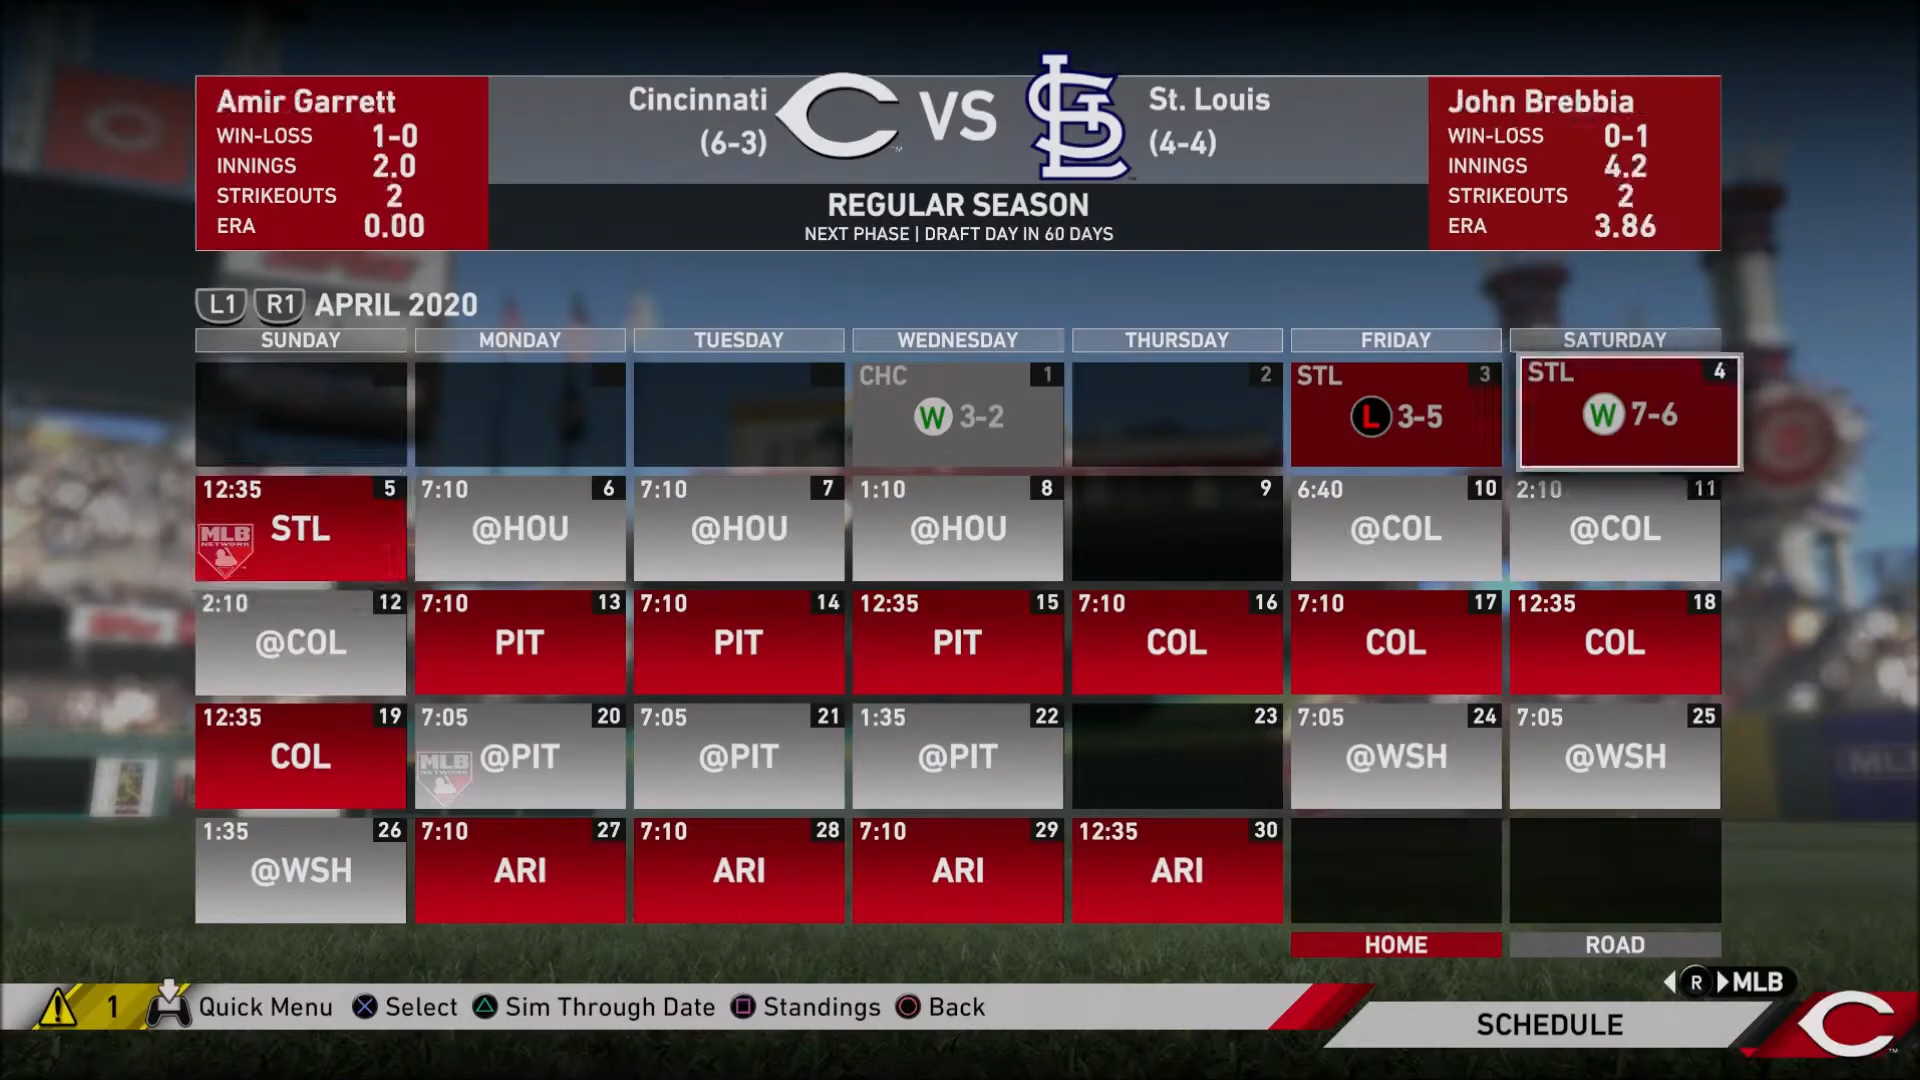 Amir Garrett
WIN-LOSS 1-0
INNINGS 2.0
STRIKEOUTS 2
ERA 0.00
Cincinnati
(6-3)
VS
St. Louis
(4-4)
REGULAR SEASON
NEXT PHASE | DRAFT DAY IN 60 DAYS
John Brebbia
WIN-LOSS 0-1
INNINGS 4.2
STRIKEOUTS 2
ERA 3.86
L1 R1 APRIL 2020
SUNDAY MONDAY TUESDAY WEDNESDAY THURSDAY FRIDAY SATURDAY
CHC 1 2 STL 3 STL 4
W 3-2 L 3-5 W 7-6
12:35 5 7:10 6 7:10 7 1:10 8 9 6:40 10 2:10 11
MLB NETWORK STL @HOU @HOU @HOU @COL @COL
2:10 12 7:10 13 7:10 14 12:35 15 7:10 16 7:10 17 12:35 18
@COL PIT PIT PIT COL COL COL
12:35 19 7:05 20 7:05 21 1:35 22 23 7:05 24 7:05 25
COL MLB NETWORK @PIT @PIT @PIT @WSH @WSH
1:35 26 7:10 27 7:10 28 7:10 29 12:35 30
@WSH ARI ARI ARI ARI
HOME ROAD
R MLB
1 Quick Menu Select Sim Through Date Standings Back
SCHEDULE